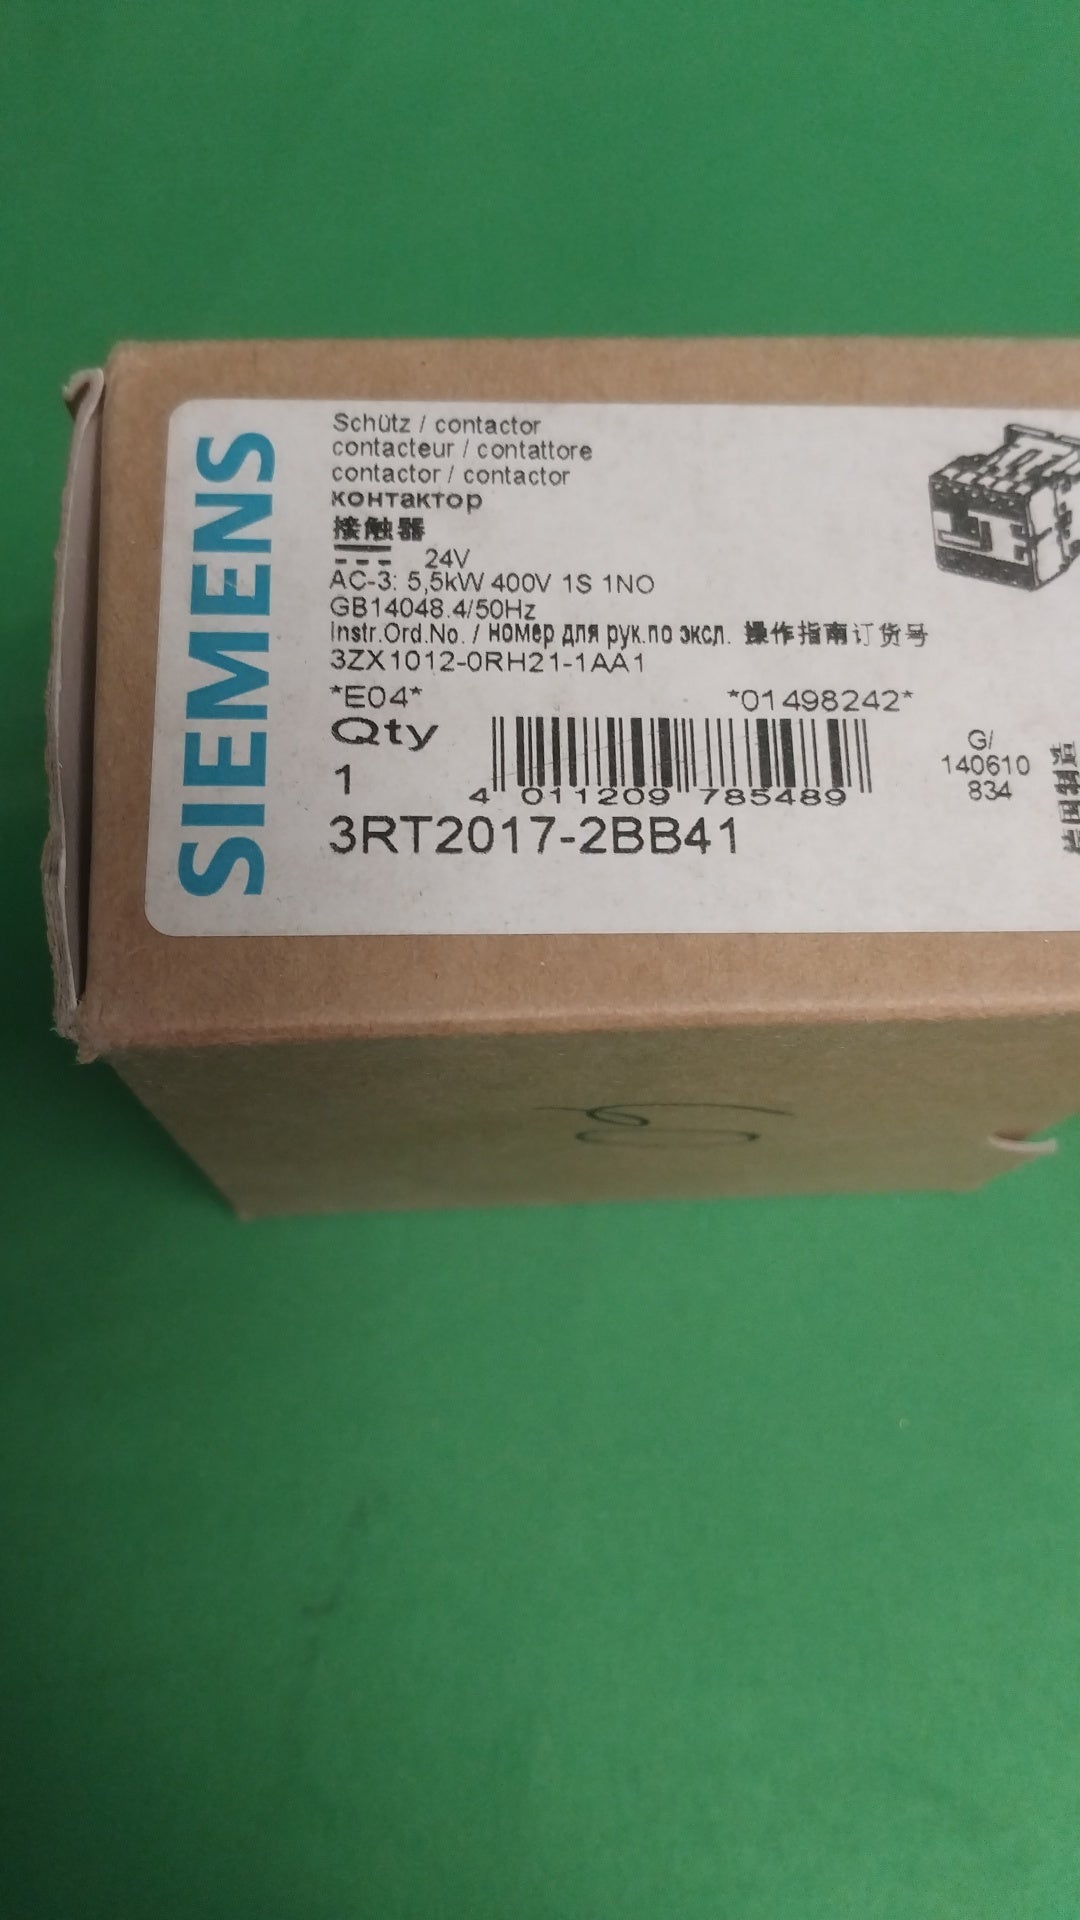 SIEMENS
Schütz / contactor
contacteur / contattore
contactor / contactor
контактор
接触器
24V
AC-3: 5,5kW 400V 1S 1NO
GB14048.4/50Hz
Instr.Ord.No. / номер для рук.по эксл. 操作指南订货号
3ZX1012-0RH21-1AA1
*E04* *01498242*
Qty
1
4 011209 785489
3RT2017-2BB41
G/
140610
834